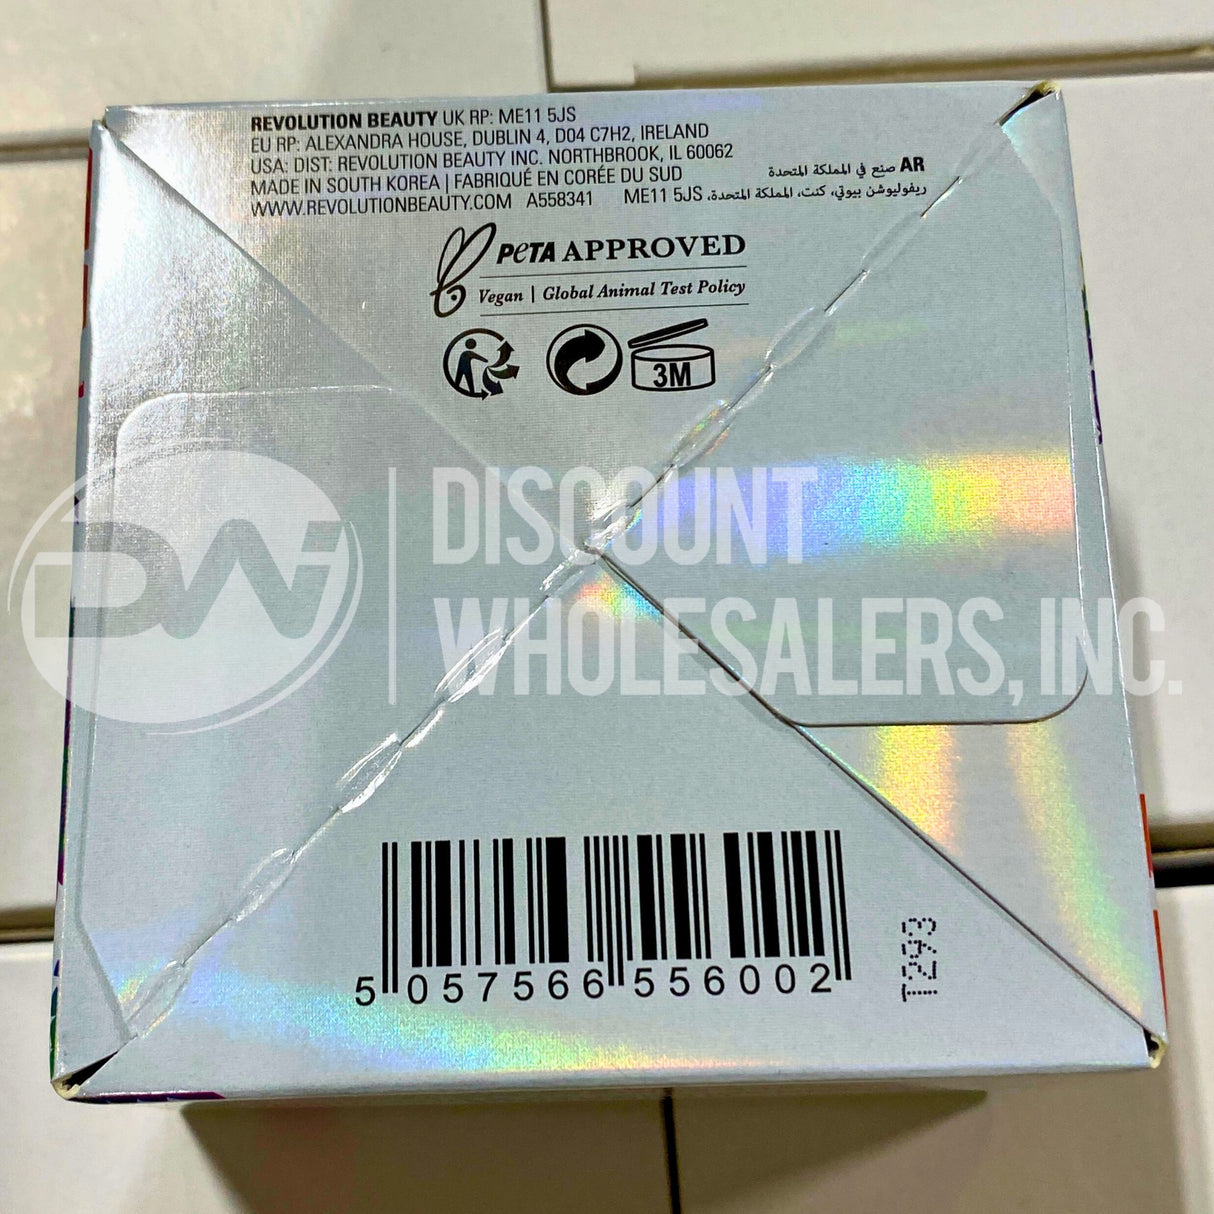 REVOLUTION BEAUTY UK RP: ME11 5JS
EU RP: ALEXANDRA HOUSE, DUBLIN 4, D04 C7H2, IRELAND
USA: DIST: REVOLUTION BEAUTY INC. NORTHBROOK, IL 60062
MADE IN SOUTH KOREA | FABRIQUÉ EN CORÉE DU SUD
WWW.REVOLUTIONBEAUTY.COM A558341
AR صنع في المملكة المتحدة
ريفوليوشن بيوتي، كنت، المملكة المتحدة، ME11 5JS
PETA APPROVED
Vegan | Global Animal Test Policy
3M
DW
DISCOUNT
WHOLESALERS, INC.
5 057566 556002
T293